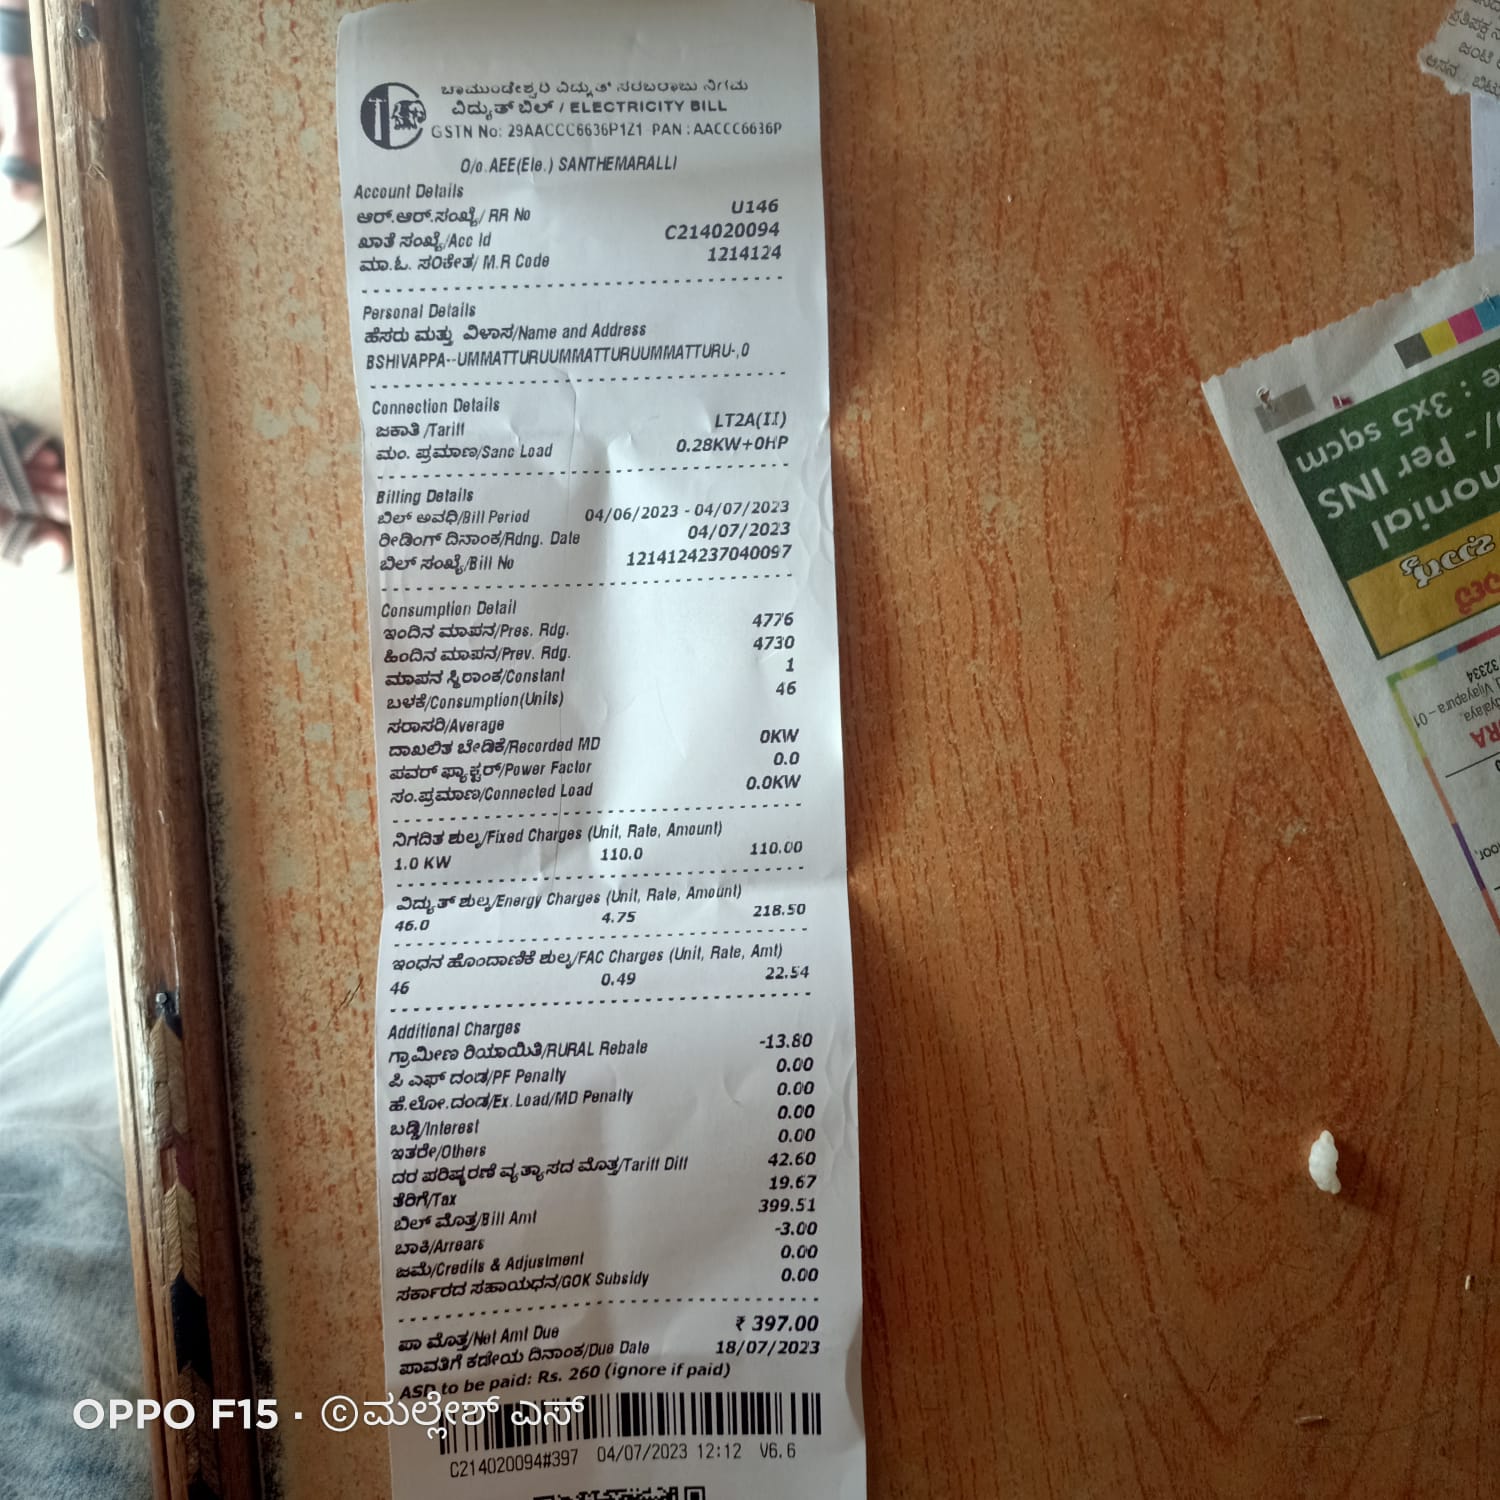 ಚಾಮುಂಡೇಶ್ವರಿ ವಿದ್ಯುತ್ ಸರಬರಾಜು ನಿಗಮ
ವಿದ್ಯುತ್ ಬಿಲ್ / ELECTRICITY BILL
GSTN No: 29AACCC6636P1Z1 PAN : AACCC6636P
O/o.AEE(Ele.) SANTHEMARALLI
Account Details
ಆರ್.ಆರ್.ಸಂಖ್ಯೆ/ RR No U146
ಖಾತೆ ಸಂಖ್ಯೆ/Acc Id C214020094
ಮಾ.ಓ. ಸಂಕೇತ/ M.R Code 1214124
Personal Details
ಹೆಸರು ಮತ್ತು ವಿಳಾಸ/Name and Address
BSHIVAPPA--UMMATTURUUMMATTURUUMMATTURU-,0
Connection Details
ಜಕಾತಿ /Tariff LT2A(II)
ಮಂ. ಪ್ರಮಾಣ/Sanc Load 0.28KW+0HP
Billing Details
ಬಿಲ್ ಅವಧಿ/Bill Period 04/06/2023 - 04/07/2023
ರೀಡಿಂಗ್ ದಿನಾಂಕ/Rdng. Date 04/07/2023
ಬಿಲ್ ಸಂಖ್ಯೆ/Bill No 1214124237040097
Consumption Detail
ಇಂದಿನ ಮಾಪನ/Pres. Rdg. 4776
ಹಿಂದಿನ ಮಾಪನ/Prev. Rdg. 4730
ಮಾಪನ ಸ್ಥಿರಾಂಕ/Constant 1
ಬಳಕೆ/Consumption(Units) 46
ಸರಾಸರಿ/Average
ದಾಖಲಿತ ಬೇಡಿಕೆ/Recorded MD 0KW
ಪವರ್ ಫ್ಯಾಕ್ಟರ್/Power Factor 0.0
ಸಂ.ಪ್ರಮಾಣ/Connected Load 0.0KW
ನಿಗದಿತ ಶುಲ್ಕ/Fixed Charges (Unit, Rate, Amount)
1.0 KW 110.0 110.00
ವಿದ್ಯುತ್ ಶುಲ್ಕ/Energy Charges (Unit, Rate, Amount)
46.0 4.75 218.50
ಇಂಧನ ಹೊಂದಾಣಿಕೆ ಶುಲ್ಕ/FAC Charges (Unit, Rate, Amt)
46 0.49 22.54
Additional Charges
ಗ್ರಾಮೀಣ ರಿಯಾಯಿತಿ/RURAL Rebate -13.80
ಪಿ ಎಫ್ ದಂಡ/PF Penalty 0.00
ಹೆ.ಲೋ.ದಂಡ/Ex.Load/MD Penalty 0.00
ಬಡ್ಡಿ/Interest 0.00
ಇತರೇ/Others 0.00
ದರ ಪರಿಷ್ಕರಣೆ ವ್ಯತ್ಯಾಸದ ಮೊತ್ತ/Tariff Diff 42.60
ತೆರಿಗೆ/Tax 19.67
ಬಿಲ್ ಮೊತ್ತ/Bill Amt 399.51
ಬಾಕಿ/Arrears -3.00
ಜಮೆ/Credits & Adjustment 0.00
ಸರ್ಕಾರದ ಸಹಾಯಧನ/GOK Subsidy 0.00
ಪಾ ಮೊತ್ತ/Net Amt Due ₹ 397.00
ಪಾವತಿಗೆ ಕಡೇಯ ದಿನಾಂಕ/Due Date 18/07/2023
ASD to be paid: Rs. 260 (ignore if paid)
C214020094#397 04/07/2023 12:12 V6.6
OPPO F15 · ©ಮಲ್ಲೇಶ್ ಎಸ್
: 3x5 sqcm
/- Per INS
monial
Vijayapura – 01
32334